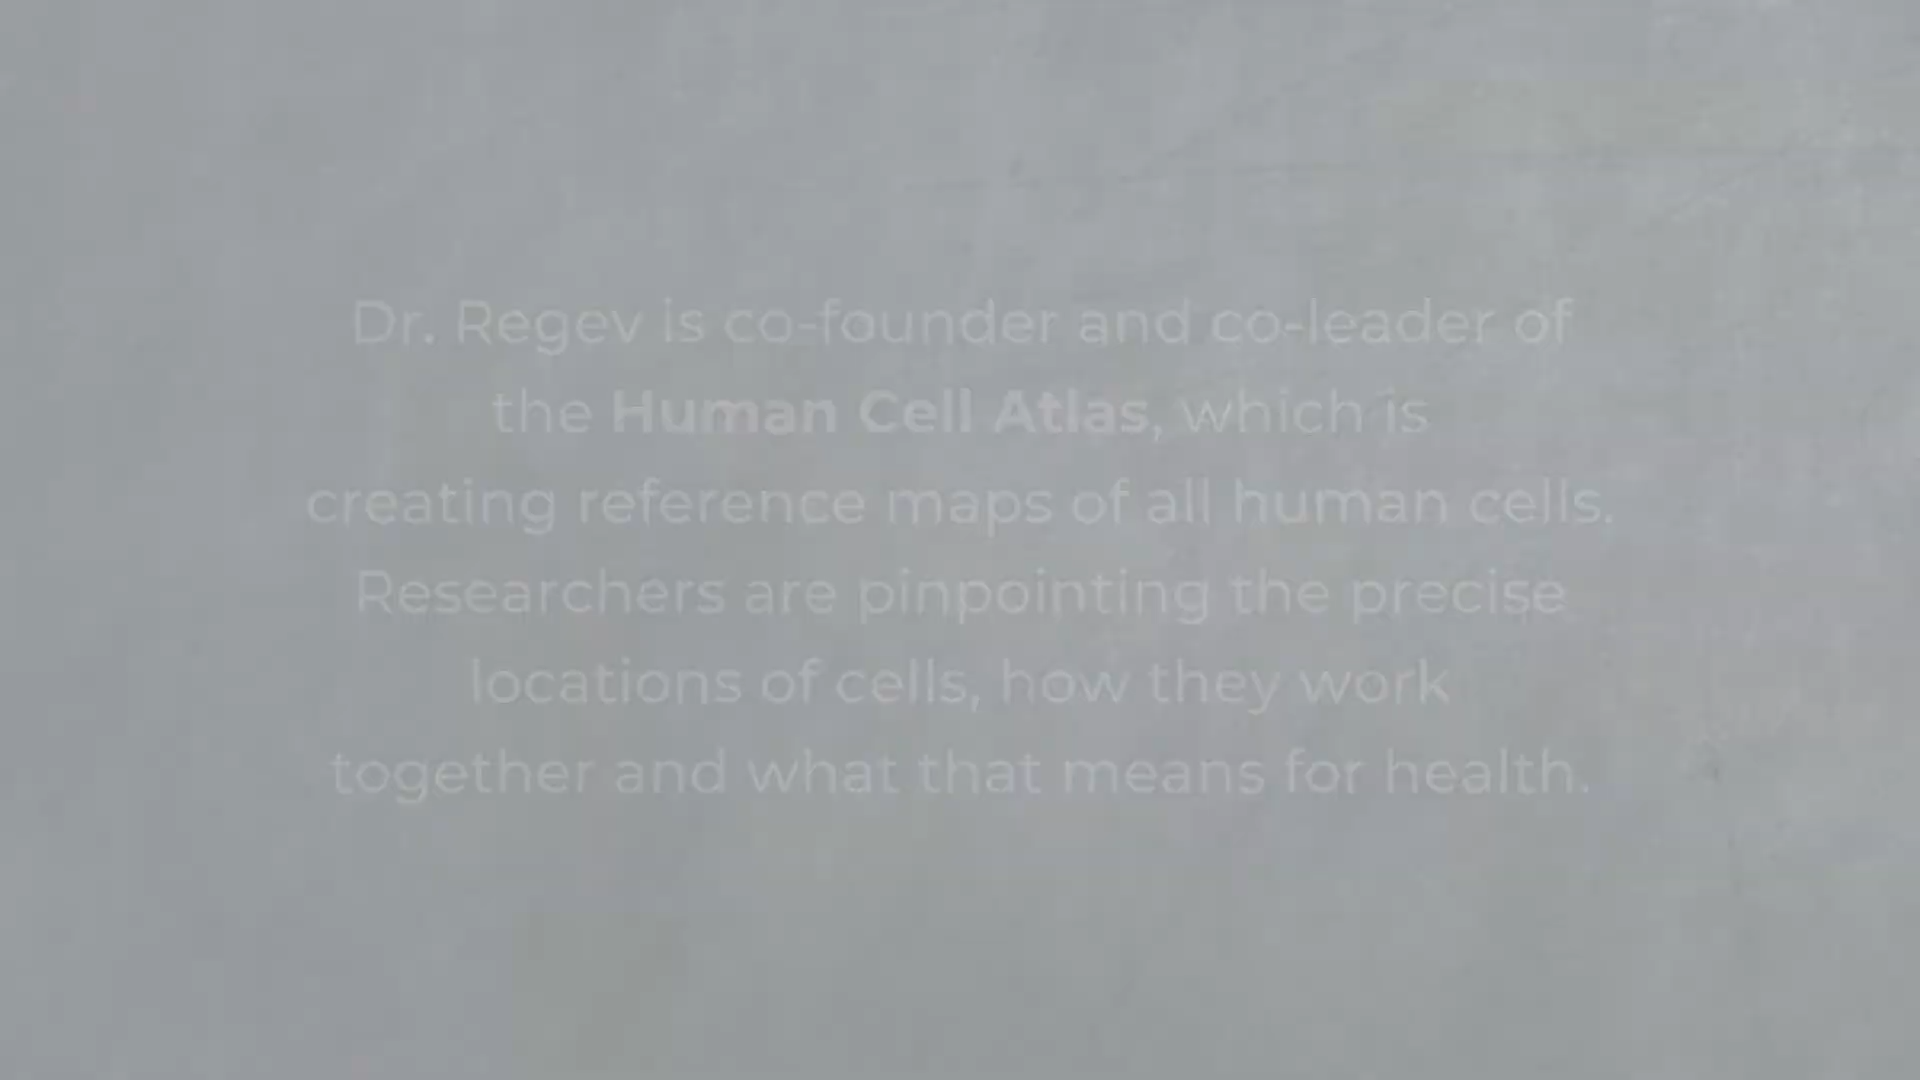 Dr. Regev is co-founder and co-leader of
the Human Cell Atlas, which is
creating reference maps of all human cells.
Researchers are pinpointing the precise
locations of cells, how they work
together and what that means for health.